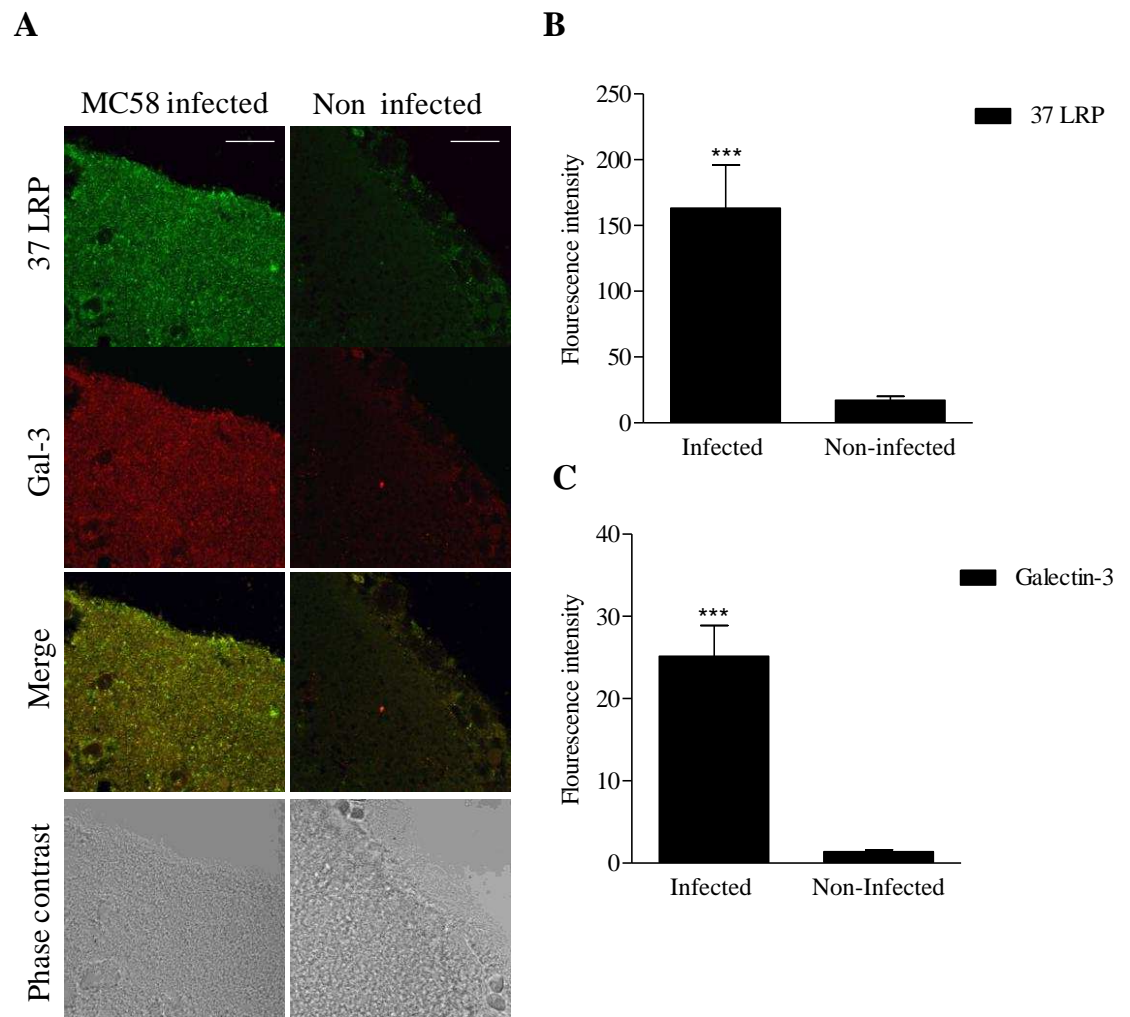 A
MC58 infected
Non infected
37 LRP
Gal-3
Merge
Phase contrast
B
250
200
150
100
50
0
Flourescence intensity
***
Infected
Non-infected
37 LRP
C
40
30
20
10
0
Flourescence intensity
***
Infected
Non-Infected
Galectin-3